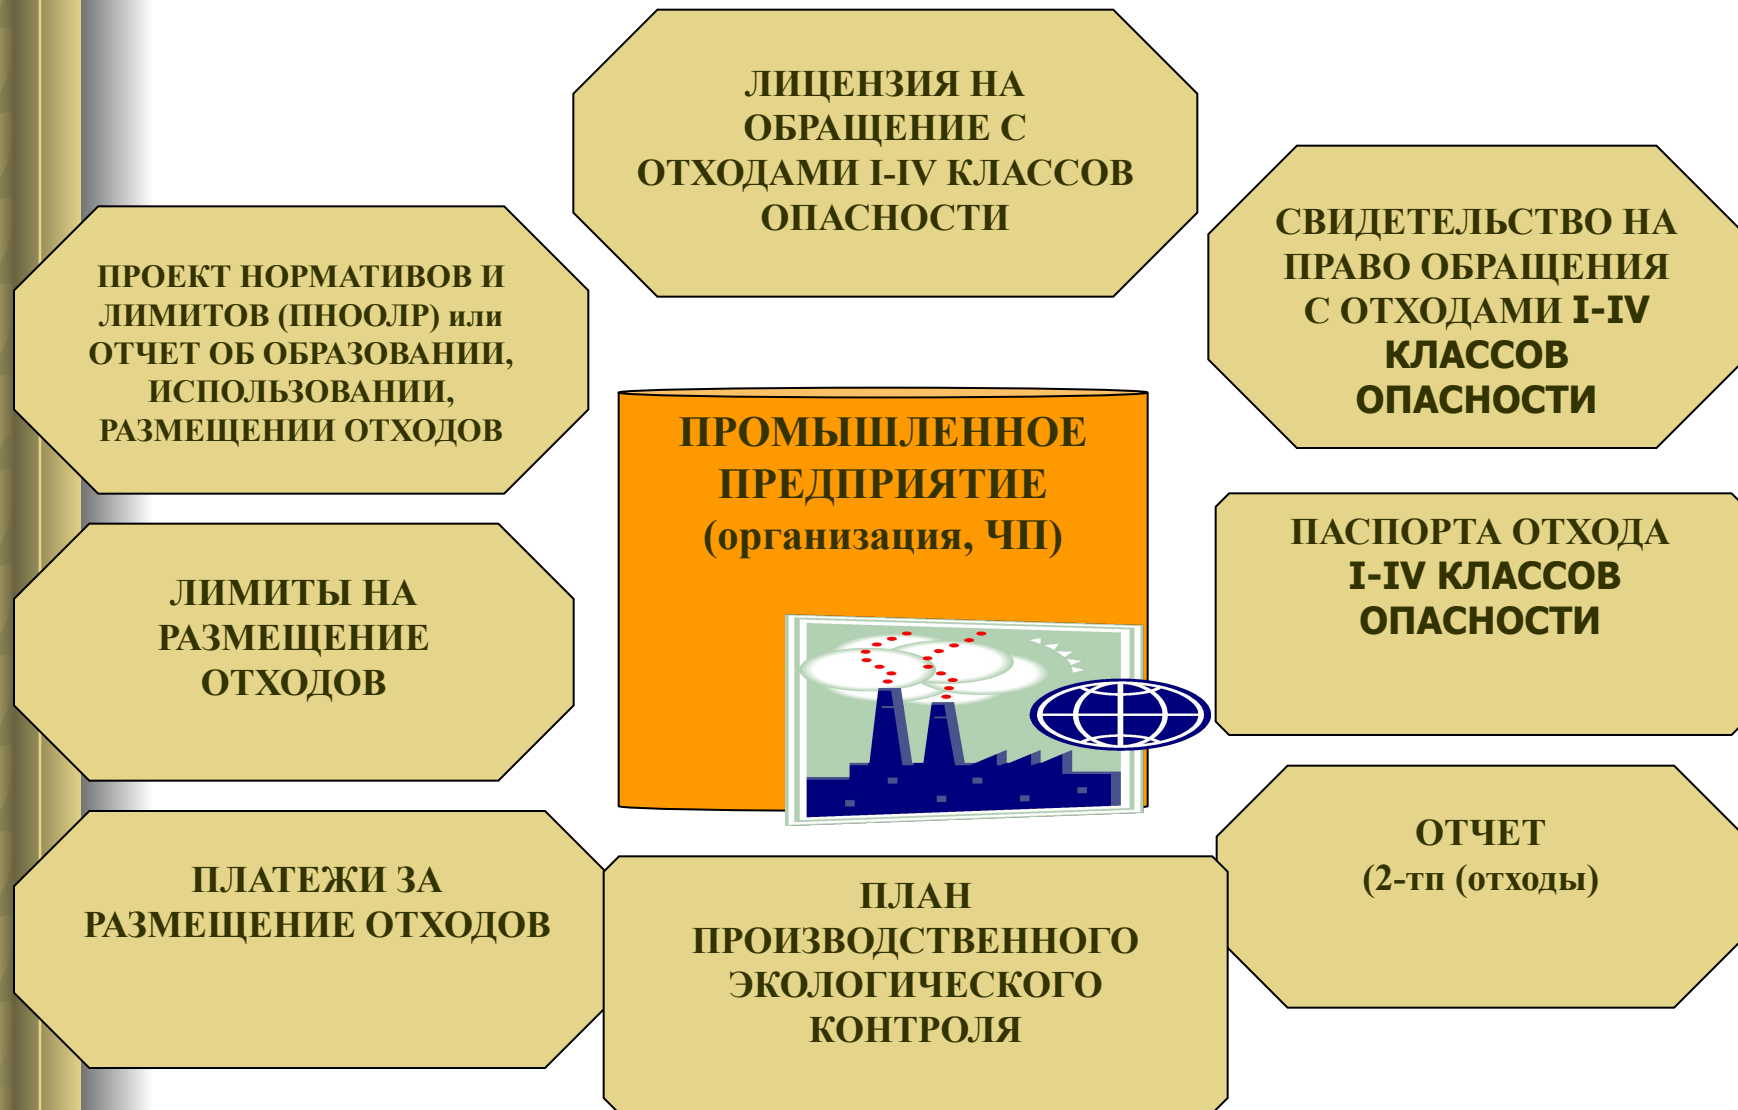 ЛИЦЕНЗИЯ НА
ОБРАЩЕНИЕ С
ОТХОДАМИ I-IV КЛАССОВ
ОПАСНОСТИ
СВИДЕТЕЛЬСТВО НА
ПРАВО ОБРАЩЕНИЯ
С ОТХОДАМИ I-IV
КЛАССОВ
ОПАСНОСТИ
ПРОЕКТ НОРМАТИВОВ И
ЛИМИТОВ (ПНООЛР) или
ОТЧЕТ ОБ ОБРАЗОВАНИИ,
ИСПОЛЬЗОВАНИИ,
РАЗМЕЩЕНИИ ОТХОДОВ
ПРОМЫШЛЕННОЕ
ПРЕДПРИЯТИЕ
(организация, ЧП)
ПАСПОРТА ОТХОДА
I-IV КЛАССОВ
ОПАСНОСТИ
ЛИМИТЫ НА
РАЗМЕЩЕНИЕ
ОТХОДОВ
ОТЧЕТ
(2-тп (отходы)
ПЛАТЕЖИ ЗА
РАЗМЕЩЕНИЕ ОТХОДОВ
ПЛАН
ПРОИЗВОДСТВЕННОГО
ЭКОЛОГИЧЕСКОГО
КОНТРОЛЯ